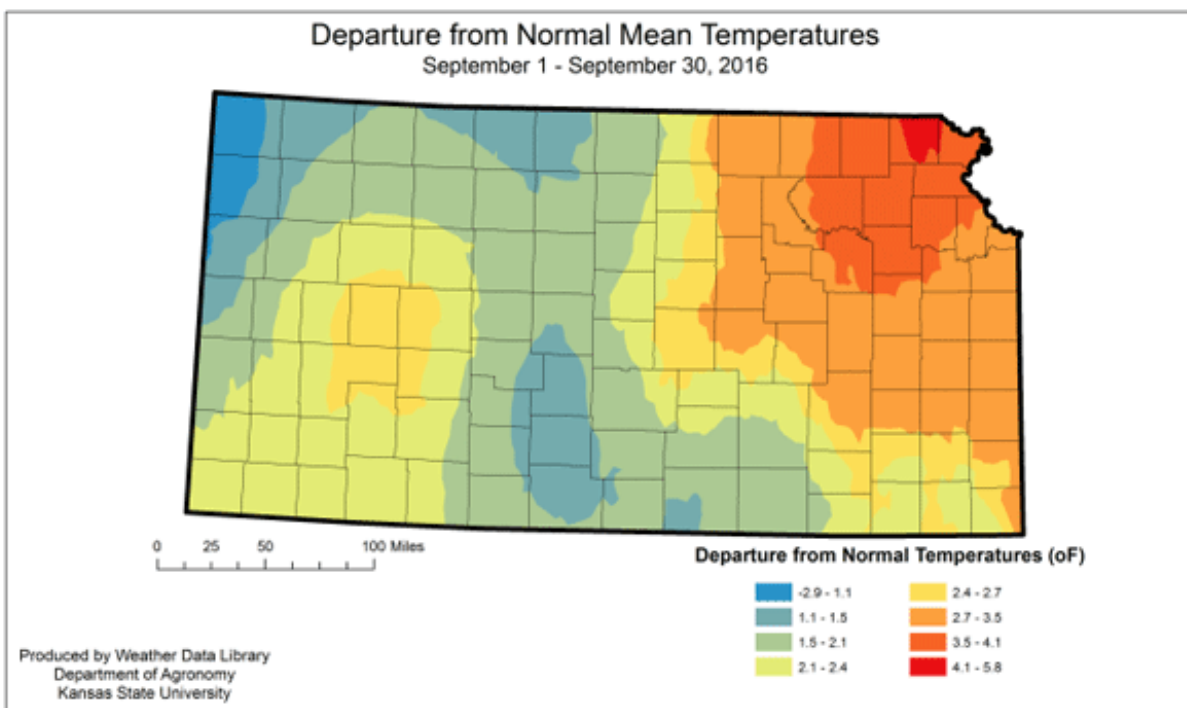 Departure from Normal Mean Temperatures
September 1 - September 30, 2016
0 25 50 100 Miles
Departure from Normal Temperatures (oF)
-2.9 - 1.1
1.1 - 1.5
1.5 - 2.1
2.1 - 2.4
2.4 - 2.7
2.7 - 3.5
3.5 - 4.1
4.1 - 5.8
Produced by Weather Data Library
Department of Agronomy
Kansas State University